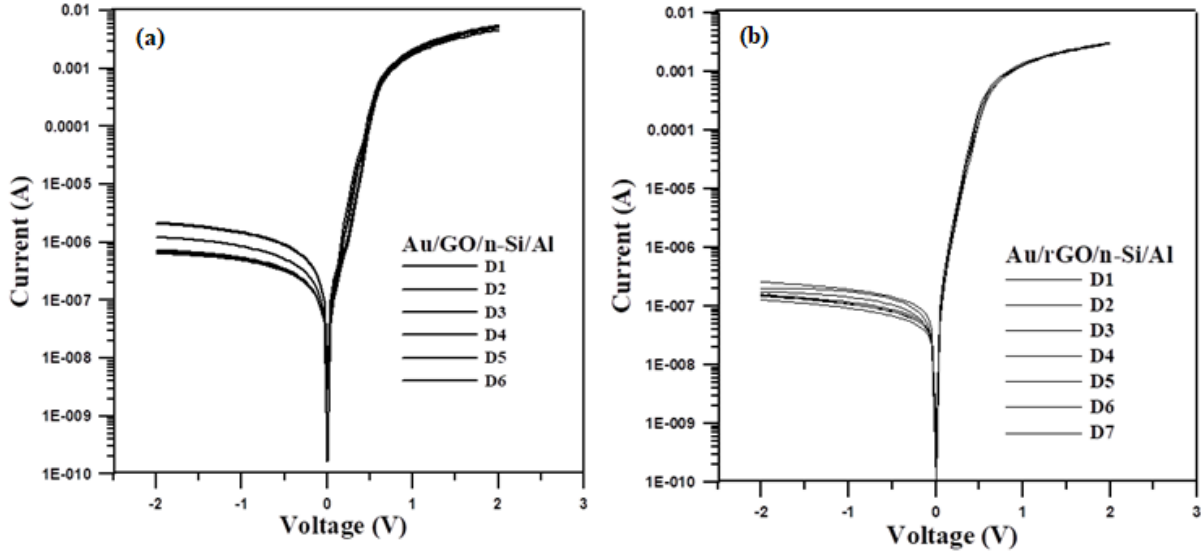 (a)
0.01
0.001
0.0001
1E-005
1E-006
1E-007
1E-008
1E-009
1E-010
Current (A)
Au/GO/n-Si/Al
D1
D2
D3
D4
D5
D6
-2 -1 0 1 2 3
Voltage (V)
(b)
0.01
0.001
0.0001
1E-005
1E-006
1E-007
1E-008
1E-009
1E-010
Current (A)
Au/rGO/n-Si/Al
D1
D2
D3
D4
D5
D6
D7
-2 -1 0 1 2 3
Voltage (V)